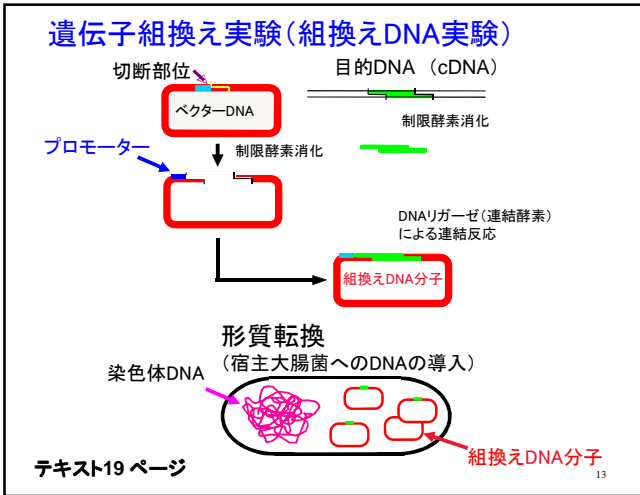 遺伝子組換え実験(組換えDNA実験)
切断部位
目的DNA (cDNA)
ベクターDNA
制限酵素消化
プロモーター
制限酵素消化
DNAリガーゼ(連結酵素)
による連結反応
組換えDNA分子
形質転換
(宿主大腸菌へのDNAの導入)
染色体DNA
組換えDNA分子
テキスト19 ページ
13